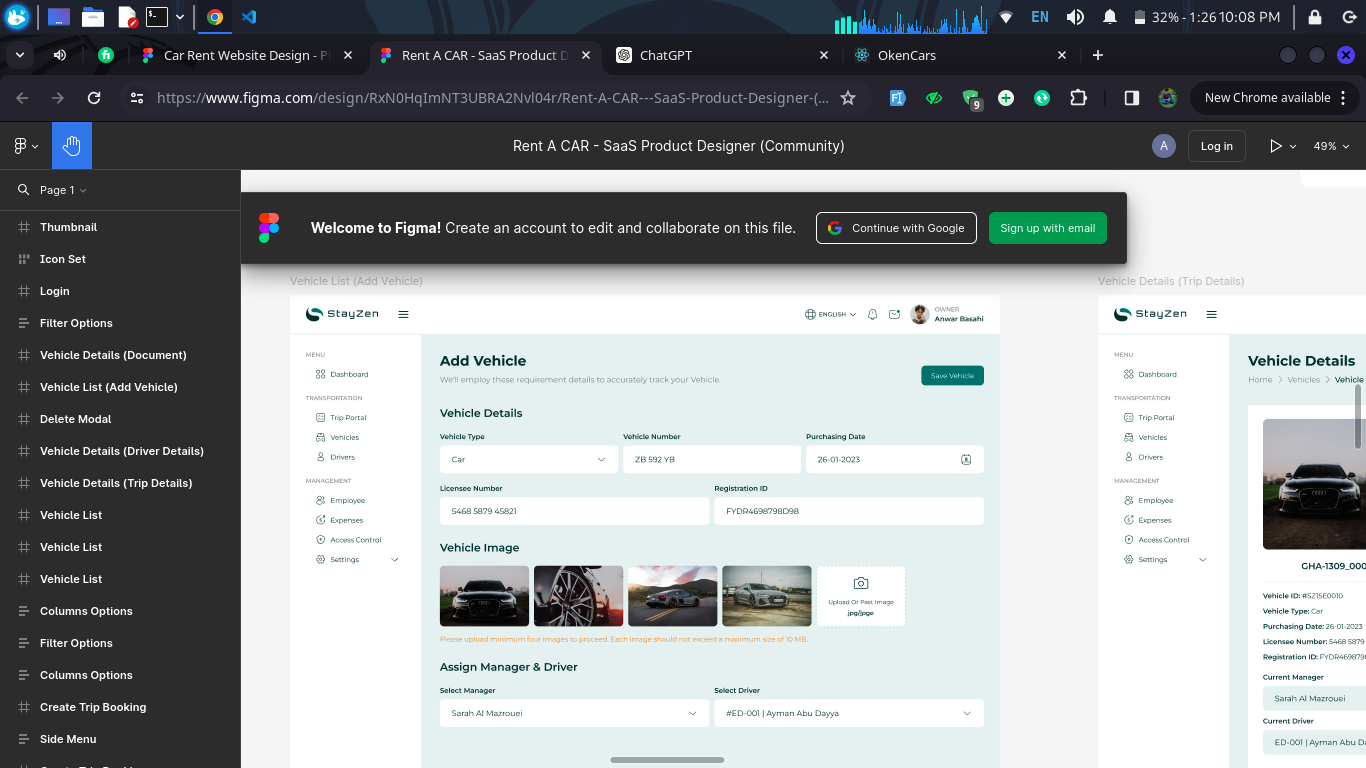 EN
32% - 1:26 10:08 PM
Car Rent Website Design - P
Rent A CAR - SaaS Product D
ChatGPT
OkenCars
https://www.figma.com/design/RxN0HqImNT3UBRA2Nvl04r/Rent-A-CAR---SaaS-Product-Designer-(...
9
New Chrome available
Rent A CAR - SaaS Product Designer (Community)
A
Log in
49%
Page 1
Thumbnail
Icon Set
Login
Filter Options
Vehicle Details (Document)
Vehicle List (Add Vehicle)
Delete Modal
Vehicle Details (Driver Details)
Vehicle Details (Trip Details)
Vehicle List
Vehicle List
Vehicle List
Columns Options
Filter Options
Columns Options
Create Trip Booking
Side Menu
Welcome to Figma! Create an account to edit and collaborate on this file.
Continue with Google
Sign up with email
Vehicle List (Add Vehicle)
StayZen
ENGLISH
OWNER
Anwar Basahi
MENU
Dashboard
TRANSPORTATION
Trip Portal
Vehicles
Drivers
MANAGEMENT
Employee
Expenses
Access Control
Settings
Add Vehicle
We'll employ these requirement details to accurately track your Vehicle.
Save Vehicle
Vehicle Details
Vehicle Type
Vehicle Number
Purchasing Date
Car
ZB 592 YB
26-01-2023
Licensee Number
Registration ID
5468 5879 45821
FYDR4698798D98
Vehicle Image
Upload Or Past Image
jpg/jpge
Please upload minimum four images to proceed. Each image should not exceed a maximum size of 10 MB.
Assign Manager & Driver
Select Manager
Select Driver
Sarah Al Mazrouei
#ED-001 | Ayman Abu Dayya
Vehicle Details (Trip Details)
StayZen
MENU
Dashboard
TRANSPORTATION
Trip Portal
Vehicles
Drivers
MANAGEMENT
Employee
Expenses
Access Control
Settings
Vehicle Details
Home > Vehicles > Vehicle
GHA-1309_000
Vehicle ID: #SZ15E0010
Vehicle Type: Car
Purchasing Date: 26-01-2023
Licensee Number: 5468 5879
Registration ID: FYDR469879
Current Manager
Sarah Al Mazrouei
Current Driver
ED-001 | Ayman Abu Da